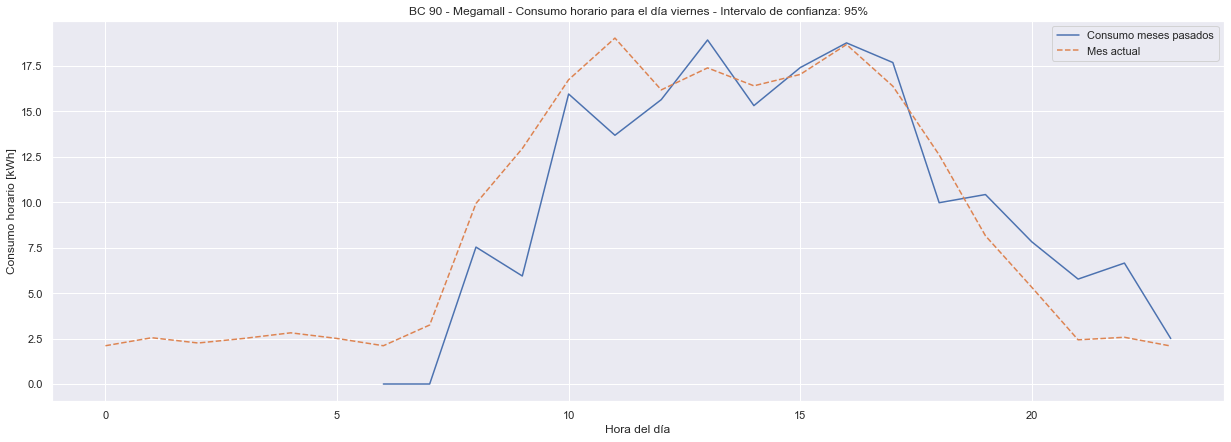 BC 90 - Megamall - Consumo horario para el día viernes - Intervalo de confianza: 95%
Consumo meses pasados
Mes actual
Consumo horario [kWh]
17.5
15.0
12.5
10.0
7.5
5.0
2.5
0.0
0
5
10
15
20
Hora del día